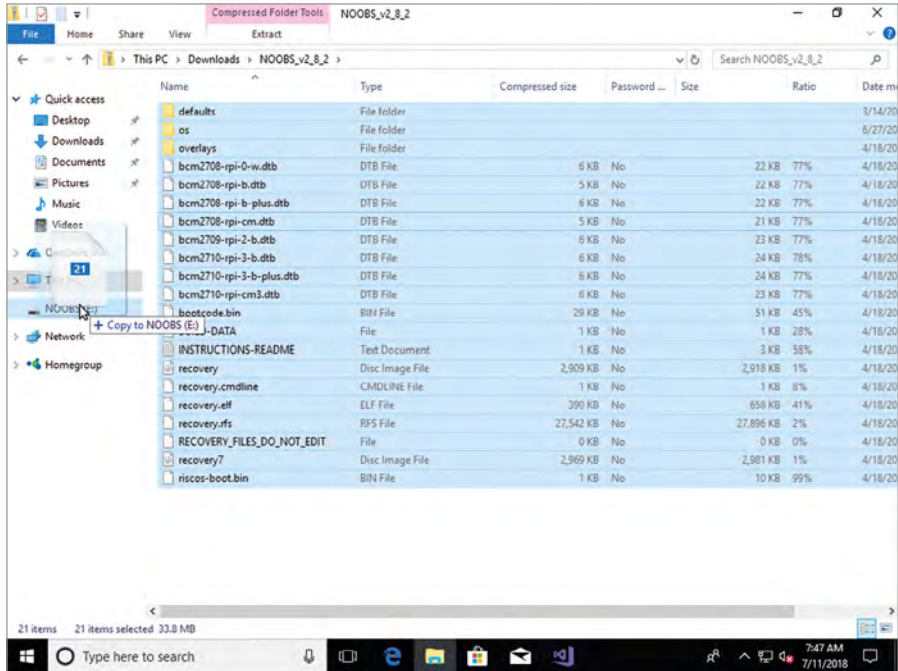 Compressed Folder Tools NOOBS_v2_8_2
File Home Share View Extract
This PC > Downloads > NOOBS_v2_8_2 >
Search NOOBS_v2_8_2
Name Type Compressed size Password ... Size Ratio Date m
Quick access
Desktop
Downloads
Documents
Pictures
Music
Videos
21
NOOBS (E:)
+ Copy to NOOBS (E:)
Network
Homegroup
defaults File folder 3/14/20
os File folder 6/27/20
overlays File folder 4/18/20
bcm2708-rpi-0-w.dtb DTB File 6 KB No 22 KB 77% 4/18/20
bcm2708-rpi-b.dtb DTB File 5 KB No 22 KB 77% 4/18/20
bcm2708-rpi-b-plus.dtb DTB File 6 KB No 22 KB 77% 4/18/20
bcm2708-rpi-cm.dtb DTB File 5 KB No 21 KB 77% 4/18/20
bcm2709-rpi-2-b.dtb DTB File 6 KB No 23 KB 77% 4/18/20
bcm2710-rpi-3-b.dtb DTB File 6 KB No 24 KB 78% 4/18/20
bcm2710-rpi-3-b-plus.dtb DTB File 6 KB No 24 KB 77% 4/18/20
bcm2710-rpi-cm3.dtb DTB File 6 KB No 23 KB 77% 4/18/20
bootcode.bin BIN File 29 KB No 51 KB 45% 4/18/20
-DATA File 1 KB No 1 KB 28% 4/18/20
INSTRUCTIONS-README Text Document 1 KB No 3 KB 58% 4/18/20
recovery Disc Image File 2,909 KB No 2,918 KB 1% 4/18/20
recovery.cmdline CMDLINE File 1 KB No 1 KB 8% 4/18/20
recovery.elf ELF File 390 KB No 658 KB 41% 4/18/20
recovery.rfs RFS File 27,542 KB No 27,896 KB 2% 4/18/20
RECOVERY_FILES_DO_NOT_EDIT File 0 KB No 0 KB 0% 4/18/20
recovery7 Disc Image File 2,969 KB No 2,981 KB 1% 4/18/20
riscos-boot.bin BIN File 1 KB No 10 KB 99% 4/18/20
21 items 21 items selected 33.8 MB
Type here to search
7:47 AM
7/11/2018